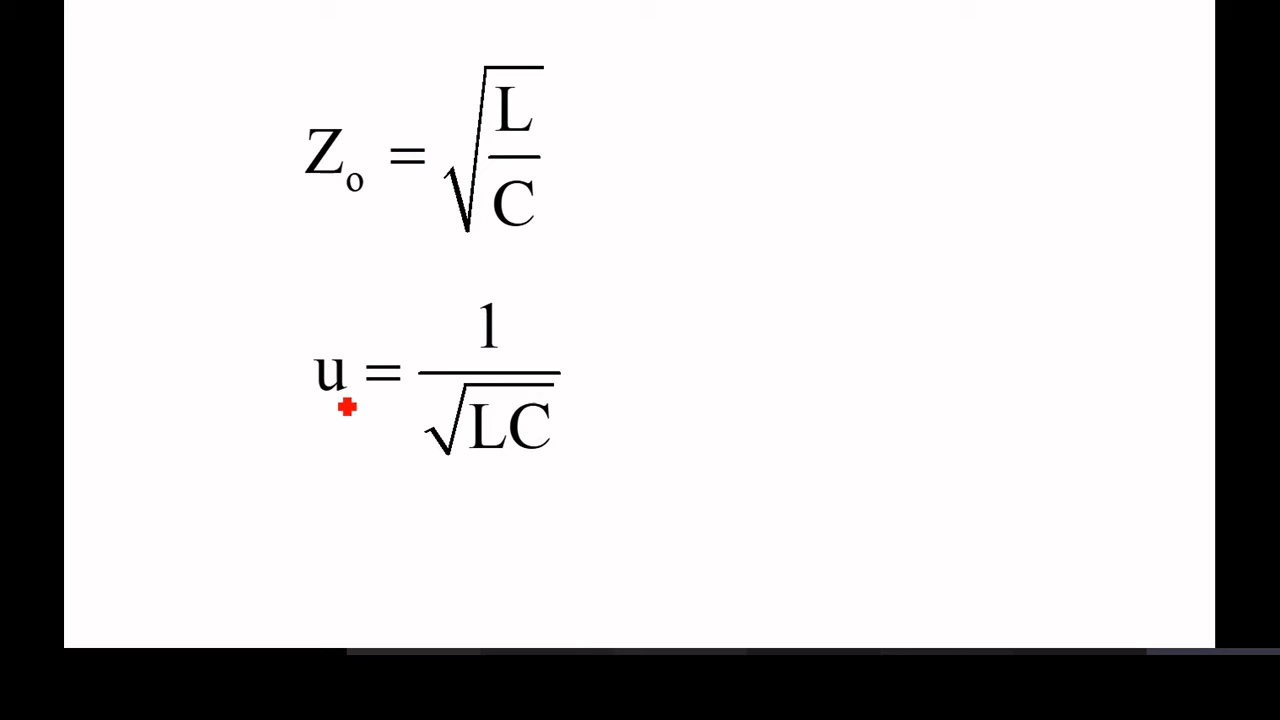 Zₒ = √(L/C)
u = 1/√(LC)